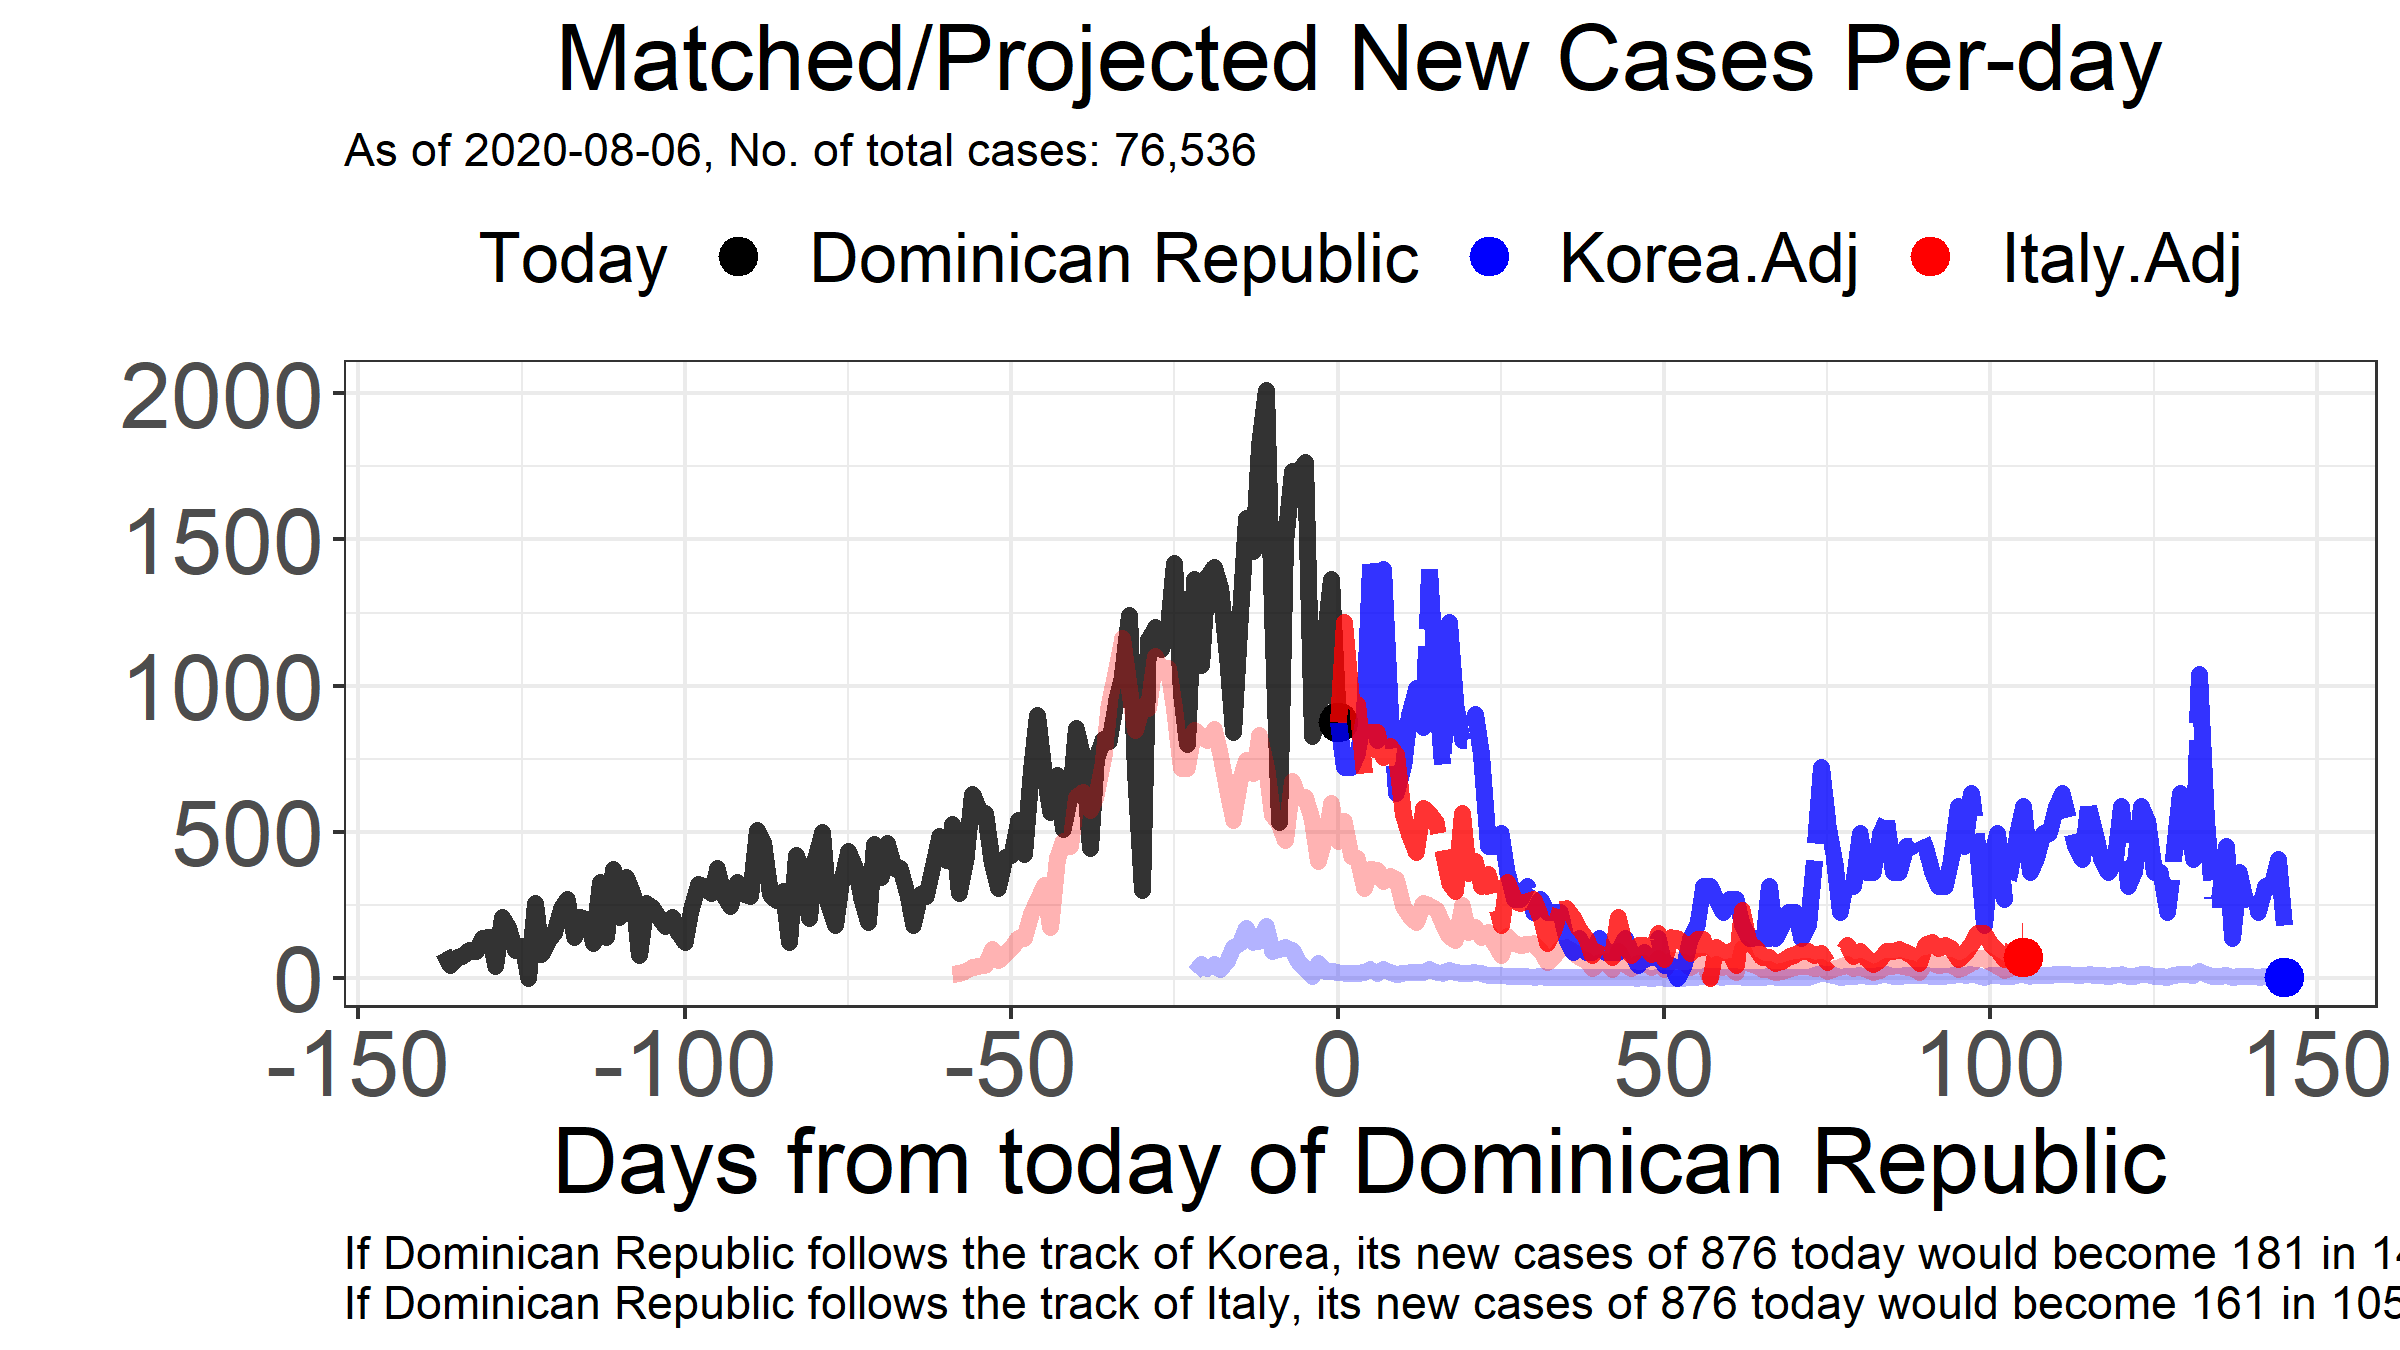 Matched/Projected New Cases Per-day
As of 2020-08-06, No. of total cases: 76,536
Today Dominican Republic Korea.Adj Italy.Adj
2000
1500
1000
500
0
-150 -100 -50 0 50 100 150
Days from today of Dominican Republic
If Dominican Republic follows the track of Korea, its new cases of 876 today would become 181 in
If Dominican Republic follows the track of Italy, its new cases of 876 today would become 161 in 105